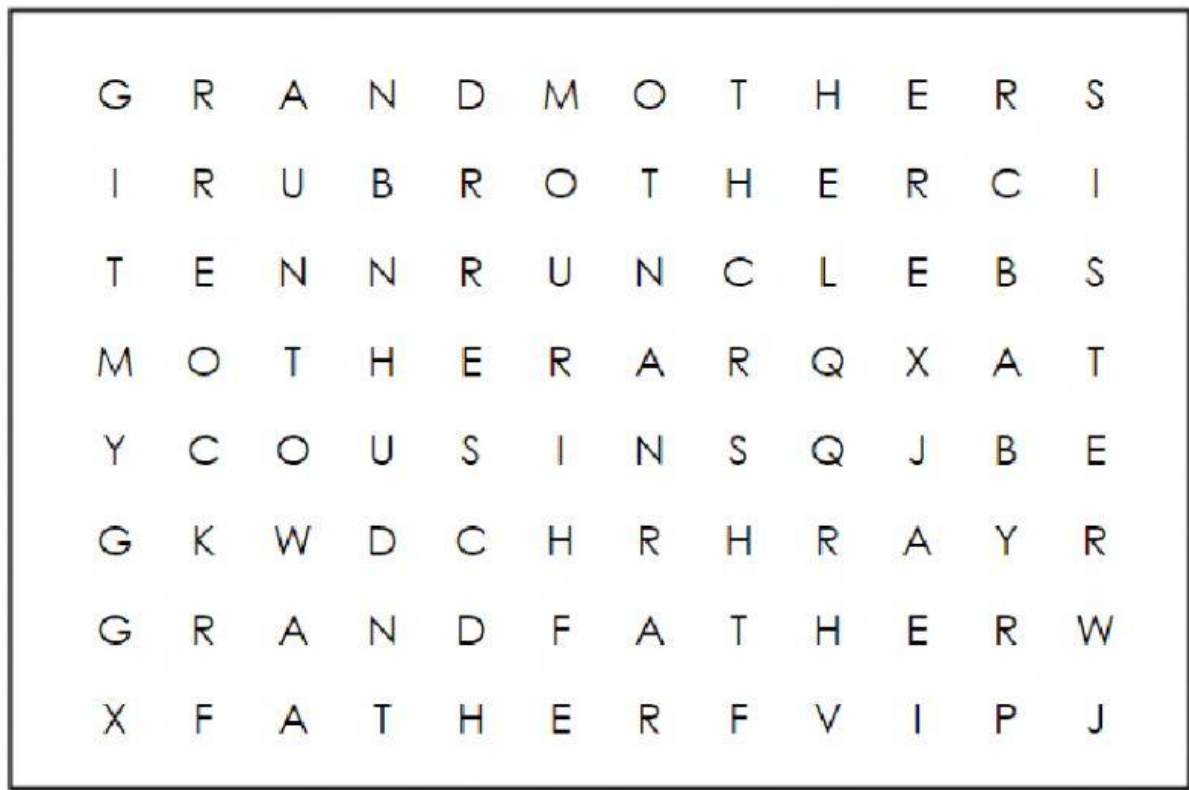 G R A N D M O T H E R S
I R U B R O T H E R C I
T E N N R U N C L E B S
M O T H E R A R Q X A T
Y C O U S I N S Q J B E
G K W D C H R H R A Y R
G R A N D F A T H E R W
X F A T H E R F V I P J